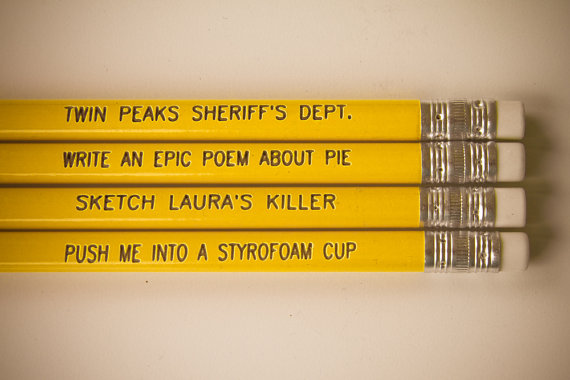 TWIN PEAKS SHERIFF'S DEPT.
WRITE AN EPIC POEM ABOUT PIE
SKETCH LAURA'S KILLER
PUSH ME INTO A STYROFOAM CUP